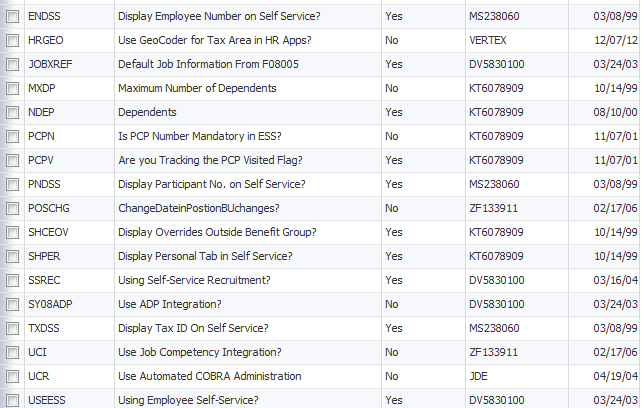 ENDSS Display Employee Number on Self Service? Yes MS238060 03/08/99
HRGEO Use GeoCoder for Tax Area in HR Apps? No VERTEX 12/07/12
JOBXREF Default Job Information From F08005 Yes DV5830100 03/24/03
MXDP Maximum Number of Dependents No KT6078909 10/14/99
NDEP Dependents Yes KT6078909 08/10/00
PCPN Is PCP Number Mandatory in ESS? No KT6078909 11/07/01
PCPV Are you Tracking the PCP Visited Flag? Yes KT6078909 11/07/01
PNDSS Display Participant No. on Self Service? Yes MS238060 03/08/99
POSCHG ChangeDateinPostionBUchanges? No ZF133911 02/17/06
SHCEOV Display Overrides Outside Benefit Group? Yes KT6078909 10/14/99
SHPER Display Personal Tab in Self Service? Yes KT6078909 10/14/99
SSREC Using Self-Service Recruitment? Yes DV5830100 03/16/04
SY08ADP Use ADP Integration? No DV5830100 03/24/03
TXDSS Display Tax ID On Self Service? Yes MS238060 03/08/99
UCI Use Job Competency Integration? No ZF133911 02/17/06
UCR Use Automated COBRA Administration No JDE 04/19/04
USEESS Using Employee Self-Service? Yes DV5830100 03/24/03